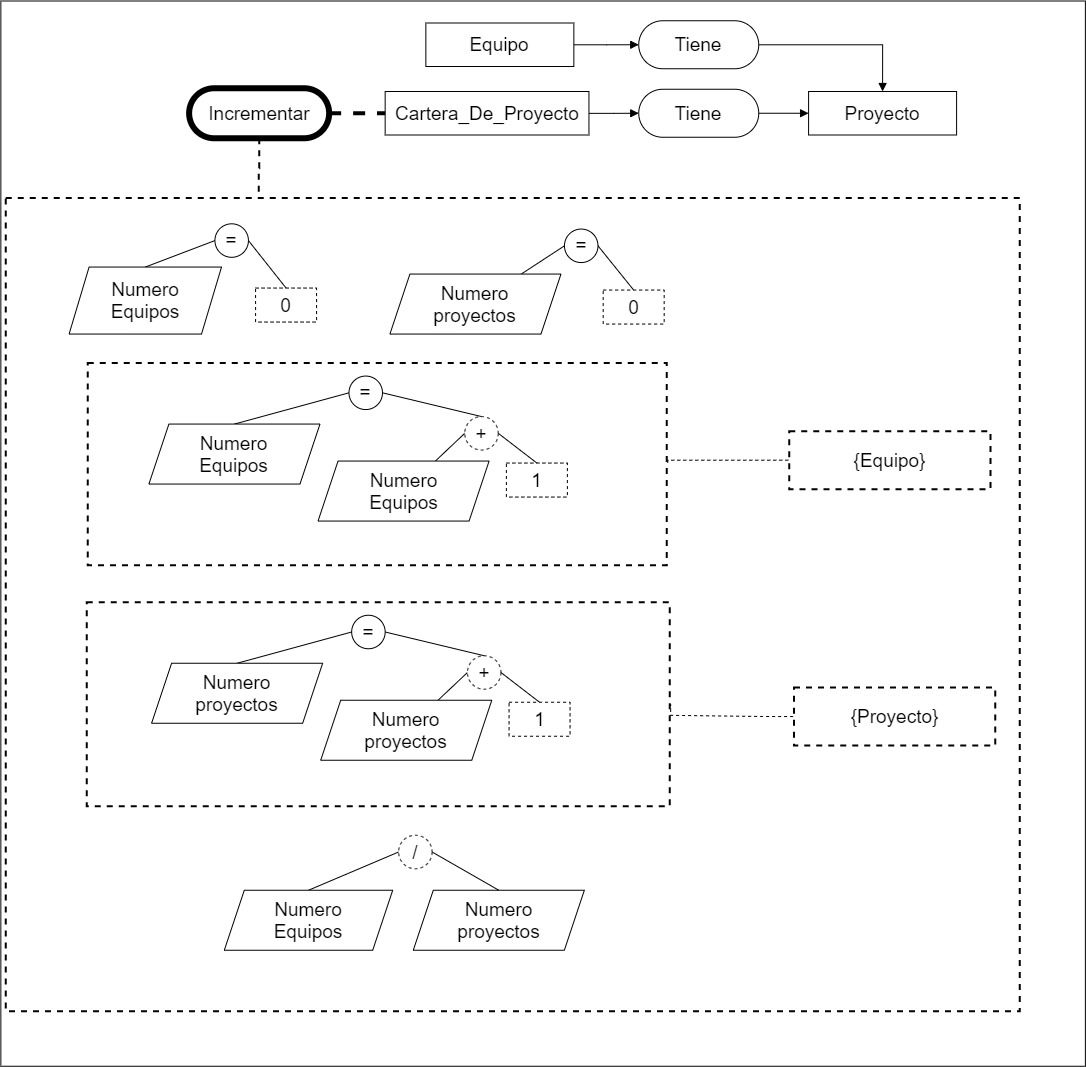 Equipo
Tiene
Incrementar
Cartera_De_Proyecto
Tiene
Proyecto
=
Numero
Equipos
0
=
Numero
proyectos
0
=
Numero
Equipos
+
Numero
Equipos
1
{Equipo}
=
Numero
proyectos
+
Numero
proyectos
1
{Proyecto}
/
Numero
Equipos
Numero
proyectos